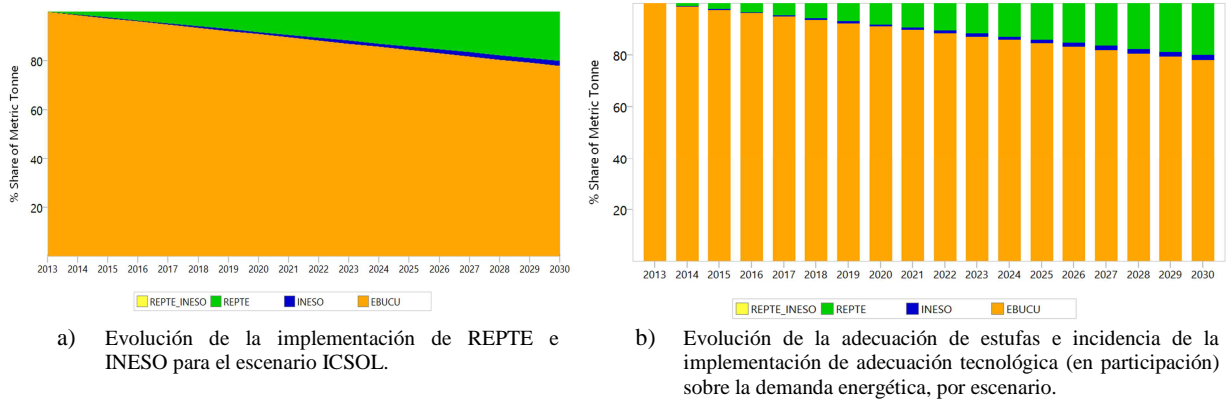 % Share of Metric Tonne
80
60
40
20
2013 2014 2015 2016 2017 2018 2019 2020 2021 2022 2023 2024 2025 2026 2027 2028 2029 2030
REPTE_INESO REPTE INESO EBUCU
a) Evolución de la implementación de REPTE e
INESO para el escenario ICSOL.
% Share of Metric Tonne
80
60
40
20
2013 2014 2015 2016 2017 2018 2019 2020 2021 2022 2023 2024 2025 2026 2027 2028 2029 2030
REPTE_INESO REPTE INESO EBUCU
b) Evolución de la adecuación de estufas e incidencia de la
implementación de adecuación tecnológica (en participación)
sobre la demanda energética, por escenario.